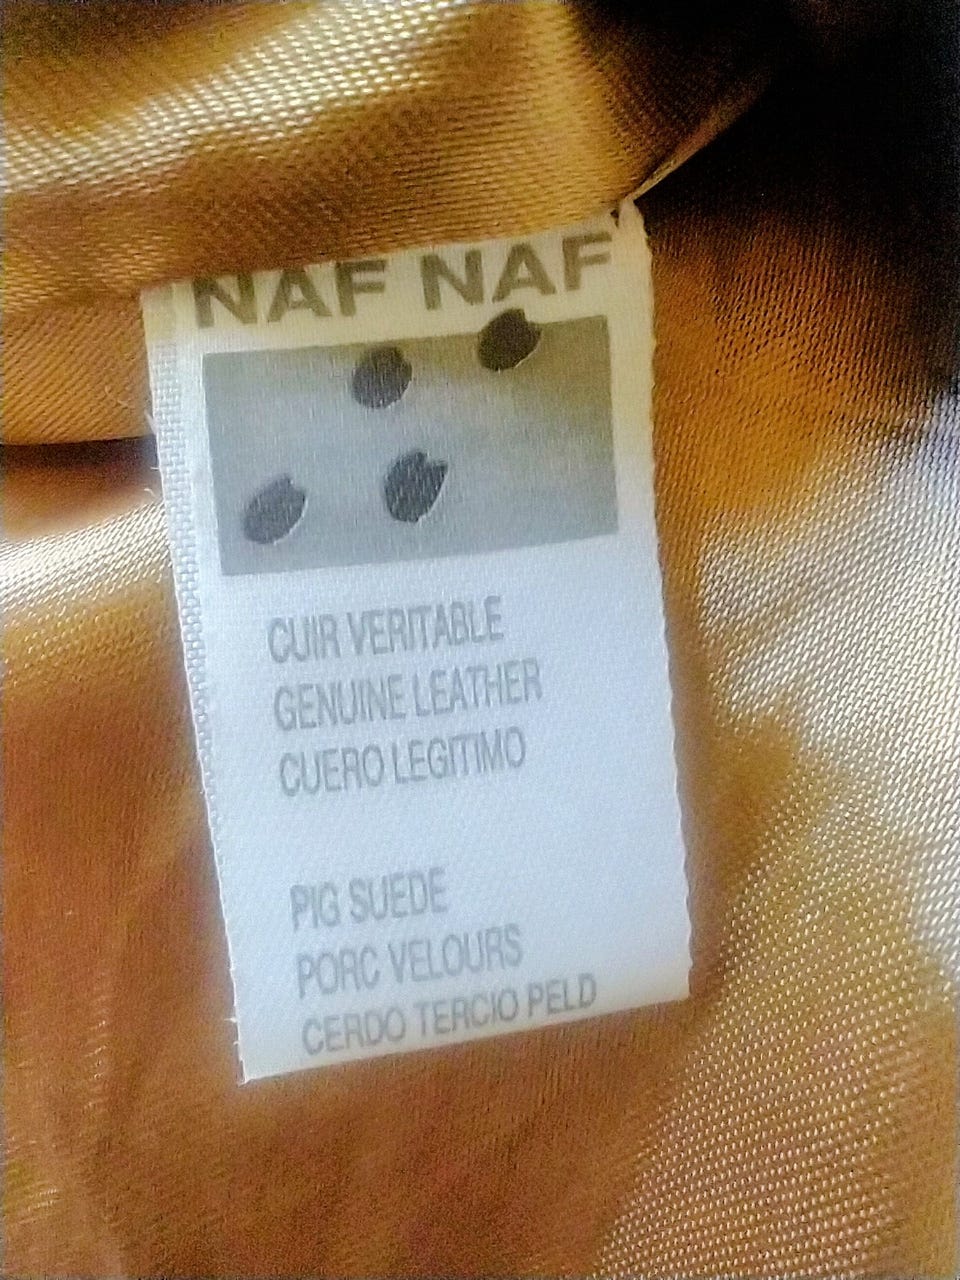 NAF NAF
CUIR VERITABLE
GENUINE LEATHER
CUERO LEGITIMO
PIG SUEDE
PORC VELOURS
CERDO TERCIO PELD